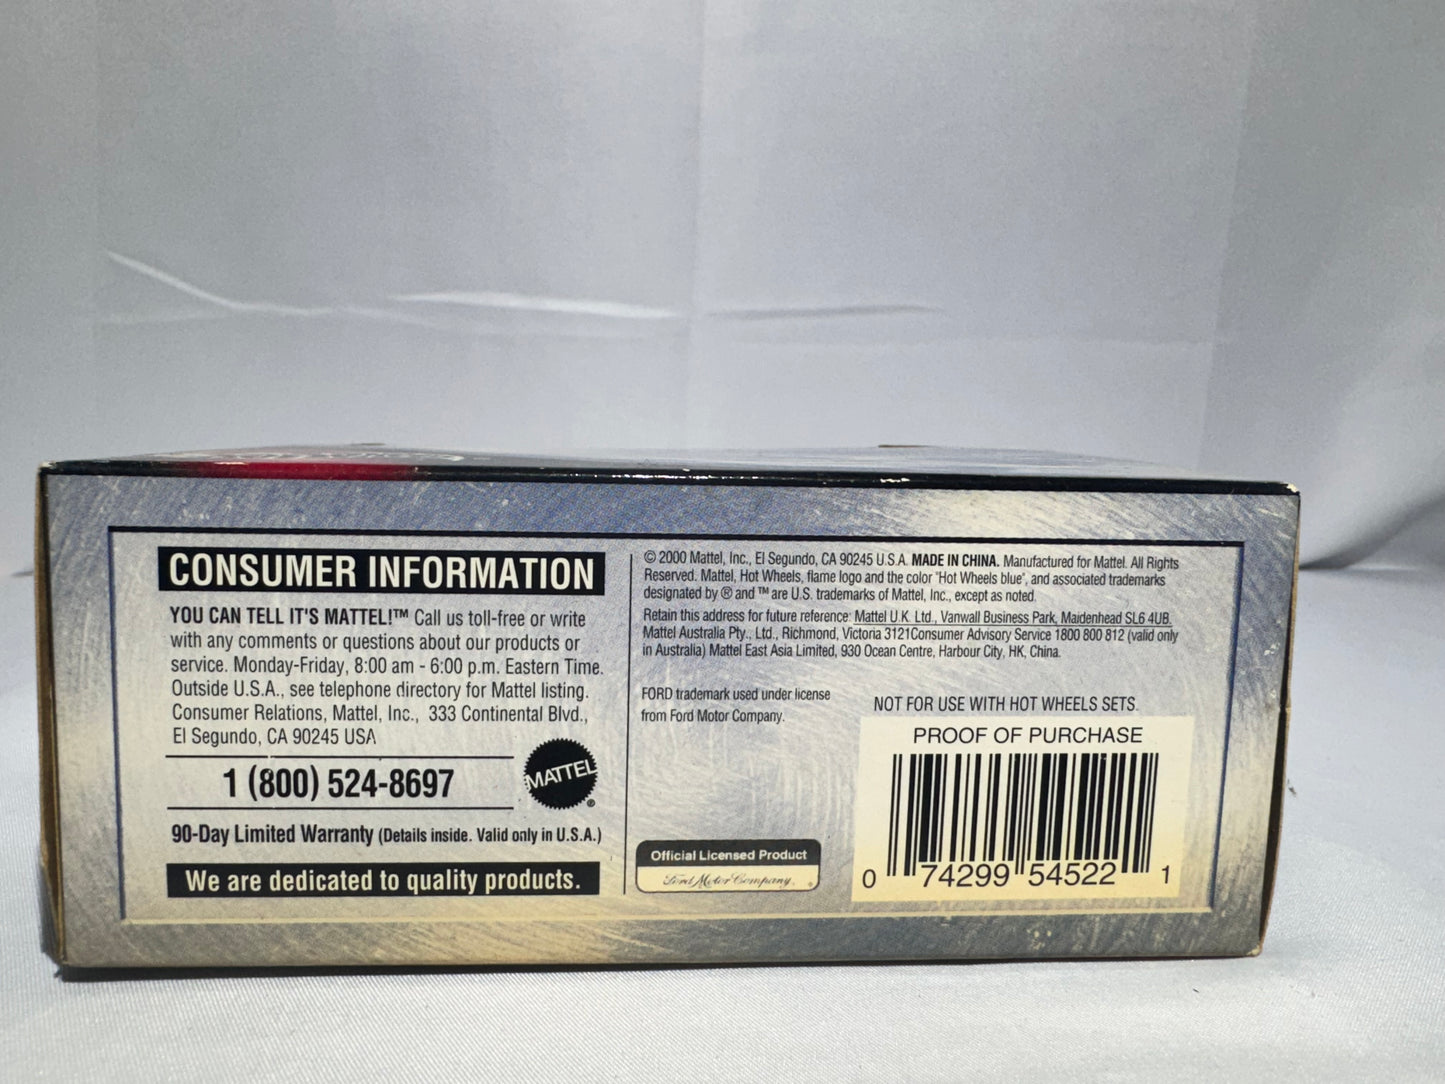 CONSUMER INFORMATION
YOU CAN TELL IT'S MATTEL!™ Call us toll-free or write
with any comments or questions about our products or
service. Monday-Friday, 8:00 am - 6:00 p.m. Eastern Time.
Outside U.S.A., see telephone directory for Mattel listing.
Consumer Relations, Mattel, Inc., 333 Continental Blvd.,
El Segundo, CA 90245 USA
1 (800) 524-8697
MATTEL
®
90-Day Limited Warranty (Details inside. Valid only in U.S.A.)
We are dedicated to quality products.
© 2000 Mattel, Inc., El Segundo, CA 90245 U.S.A. MADE IN CHINA. Manufactured for Mattel. All Rights
Reserved. Mattel, Hot Wheels, flame logo and the color "Hot Wheels blue", and associated trademarks
designated by ® and ™ are U.S. trademarks of Mattel, Inc., except as noted.
Retain this address for future reference: Mattel U.K. Ltd., Vanwall Business Park, Maidenhead SL6 4UB.
Mattel Australia Pty., Ltd., Richmond, Victoria 3121Consumer Advisory Service 1800 800 812 (valid only
in Australia) Mattel East Asia Limited, 930 Ocean Centre, Harbour City, HK, China.
FORD trademark used under license
from Ford Motor Company.
Official Licensed Product
Ford Motor Company.
NOT FOR USE WITH HOT WHEELS SETS.
PROOF OF PURCHASE
0 74299 54522 1